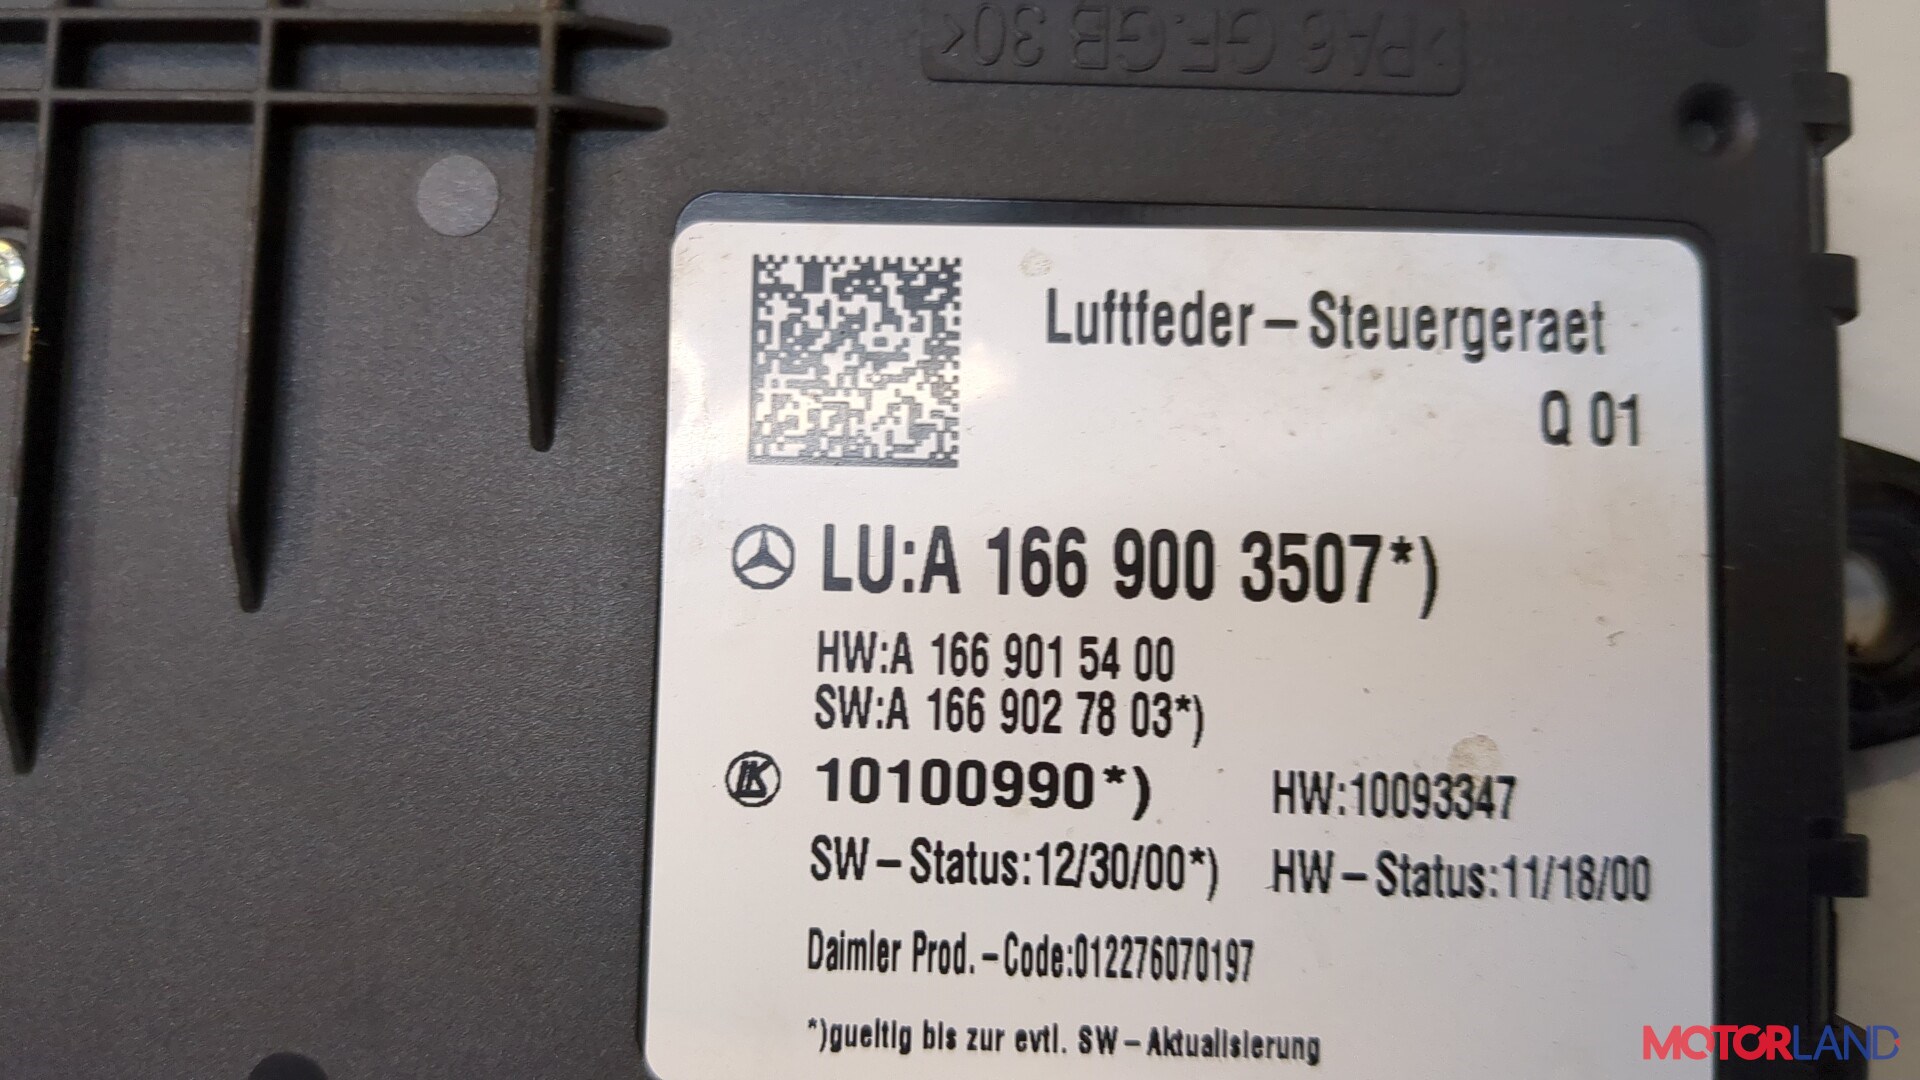 >PA6 GF.GB 30<
Luftfeder-Steuergeraet
Q 01
LU:A 166 900 3507*)
HW:A 166 901 54 00
SW:A 166 902 78 03*)
LK 10100990*) HW:10093347
SW-Status:12/30/00*) HW-Status:11/18/00
Daimler Prod.-Code:012276070197
*)gueltig bis zur evtl. SW-Aktualisierung
MOTORLAND